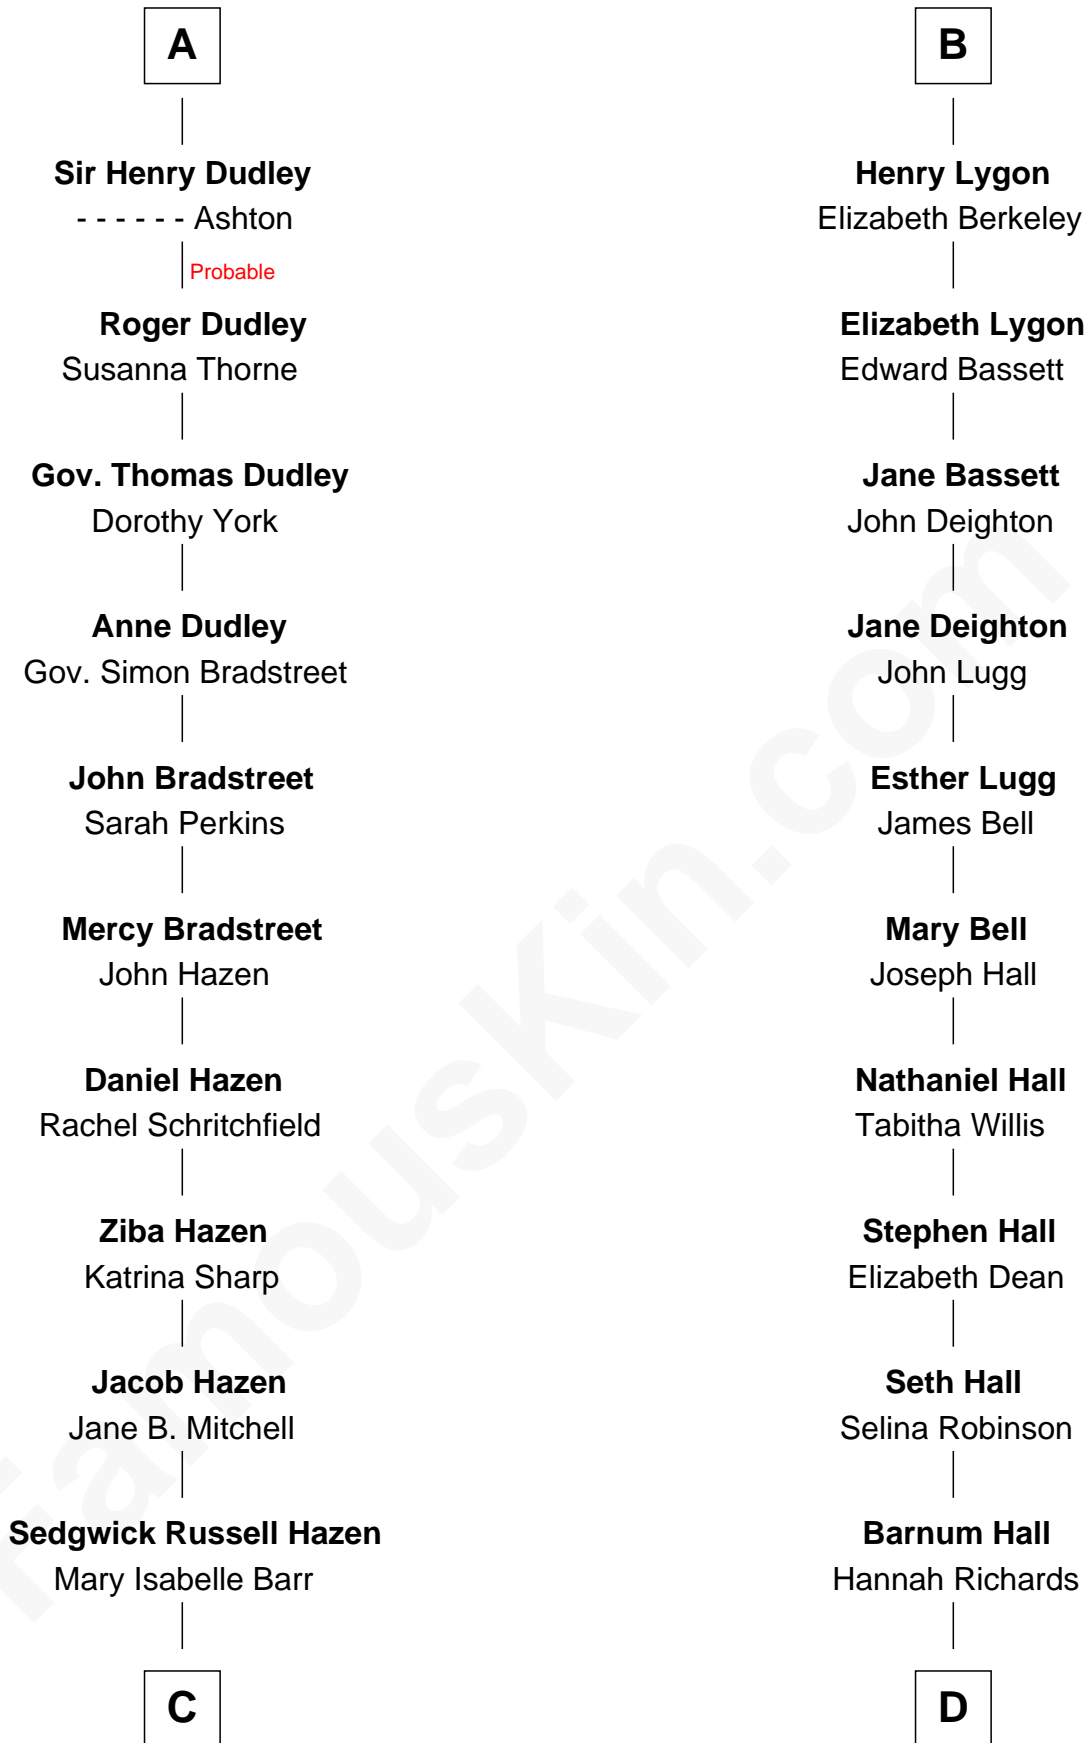 A
Sir Henry Dudley
- - - - - - Ashton
Probable
Roger Dudley
Susanna Thorne
Gov. Thomas Dudley
Dorothy York
Anne Dudley
Gov. Simon Bradstreet
John Bradstreet
Sarah Perkins
Mercy Bradstreet
John Hazen
Daniel Hazen
Rachel Schritchfield
Ziba Hazen
Katrina Sharp
Jacob Hazen
Jane B. Mitchell
Sedgwick Russell Hazen
Mary Isabelle Barr
C
B
Henry Lygon
Elizabeth Berkeley
Elizabeth Lygon
Edward Bassett
Jane Bassett
John Deighton
Jane Deighton
John Lugg
Esther Lugg
James Bell
Mary Bell
Joseph Hall
Nathaniel Hall
Tabitha Willis
Stephen Hall
Elizabeth Dean
Seth Hall
Selina Robinson
Barnum Hall
Hannah Richards
D
FamousKin.com